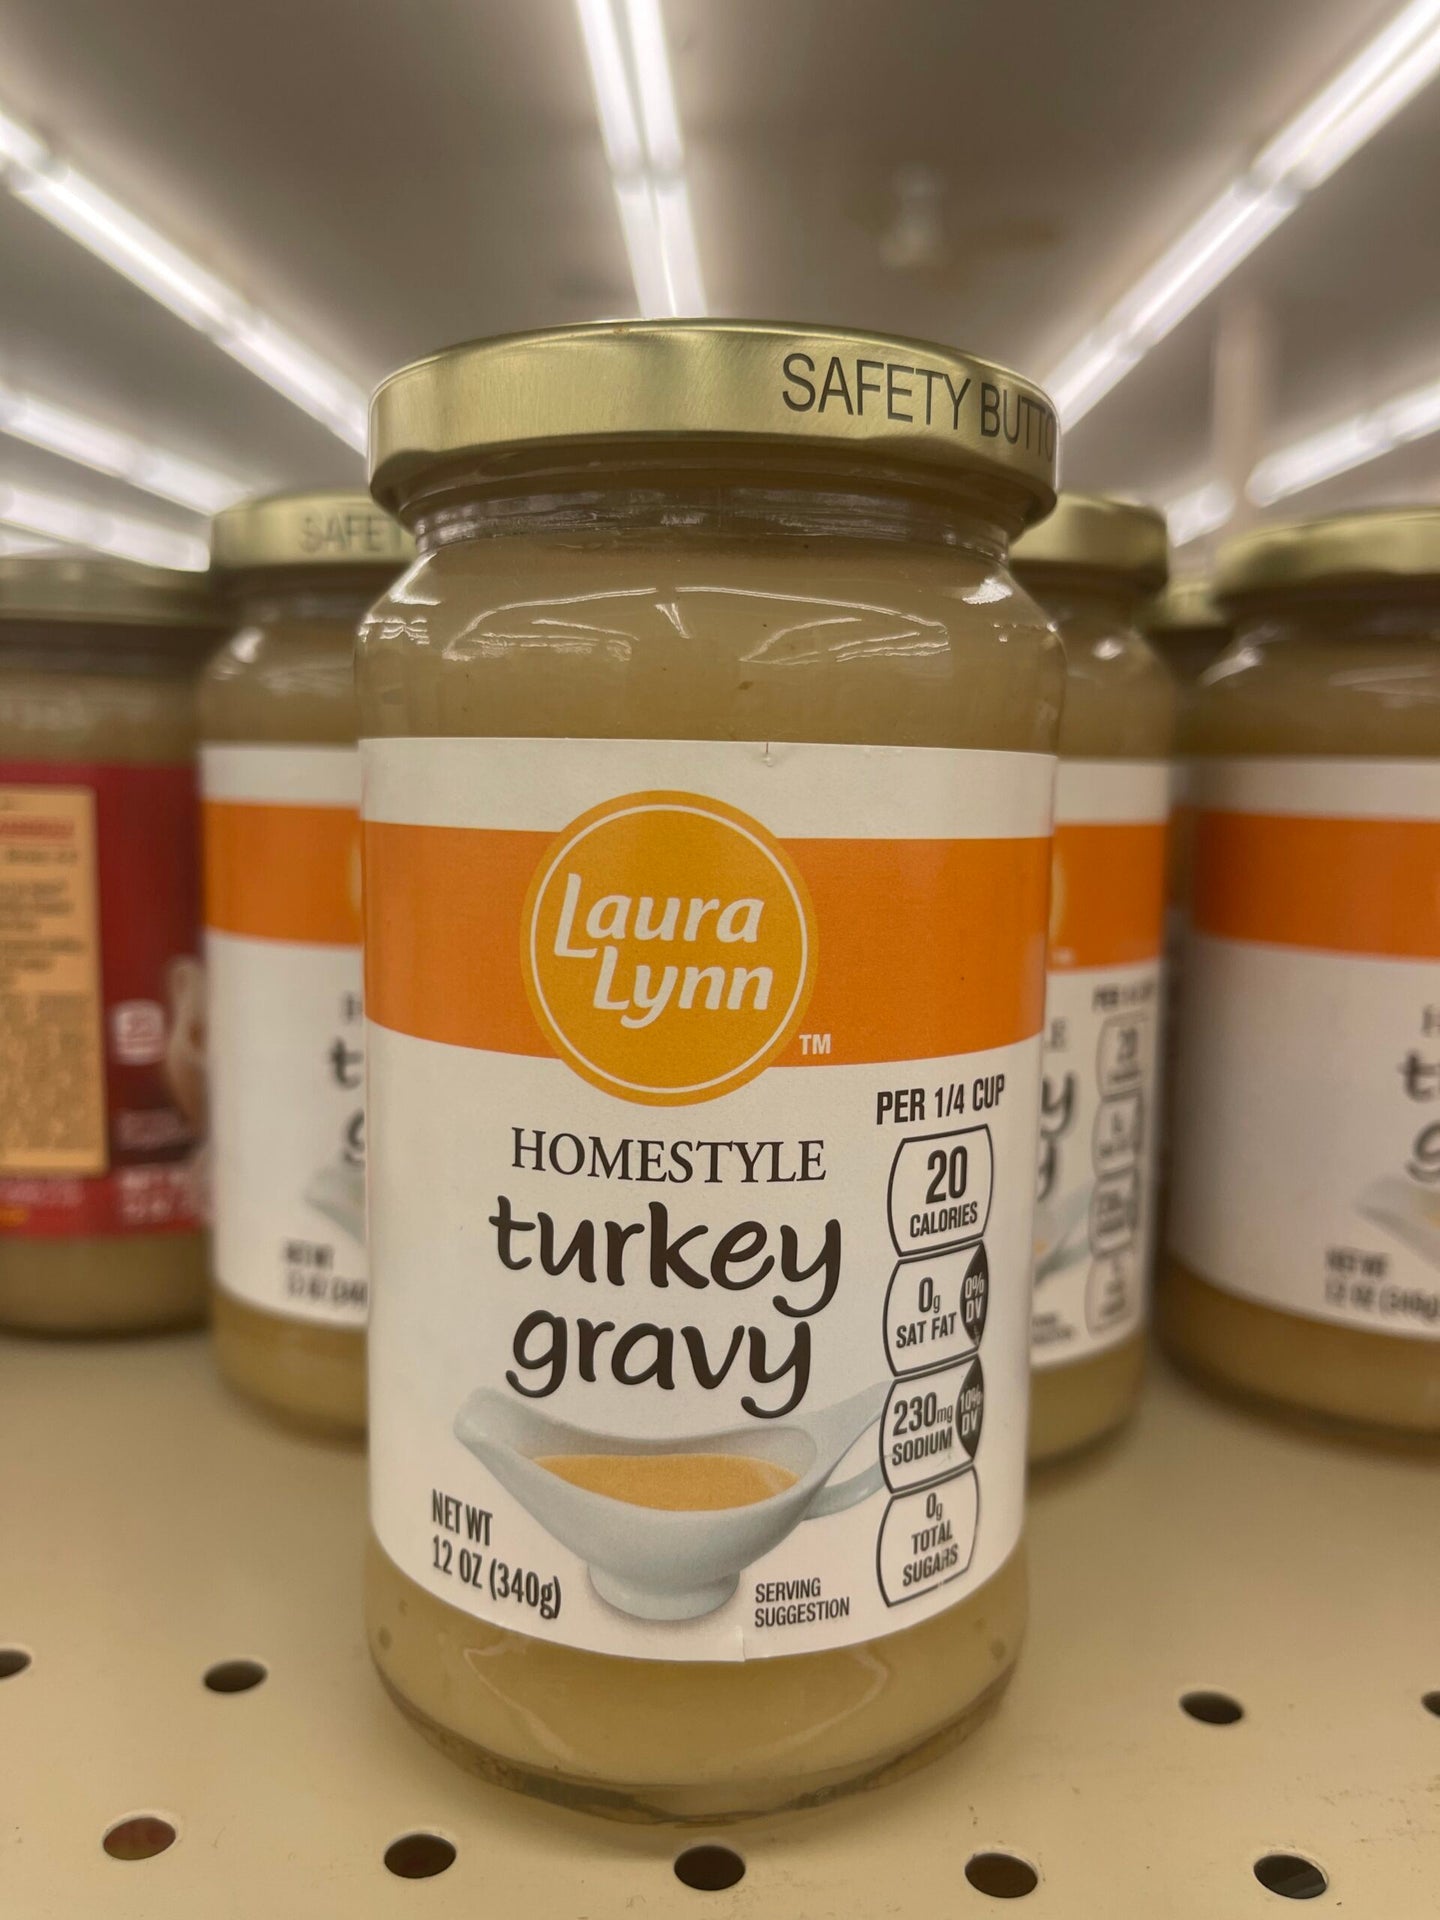 SAFETY BUTTO
SAFET
Laura
Lynn
TM
PER 1/4 CUP
HOMESTYLE
turkey
gravy
20
CALORIES
0g
SAT FAT
0%
DV
230mg
SODIUM
10%
DV
0g
TOTAL
SUGARS
NET WT
12 OZ (340g)
SERVING
SUGGESTION